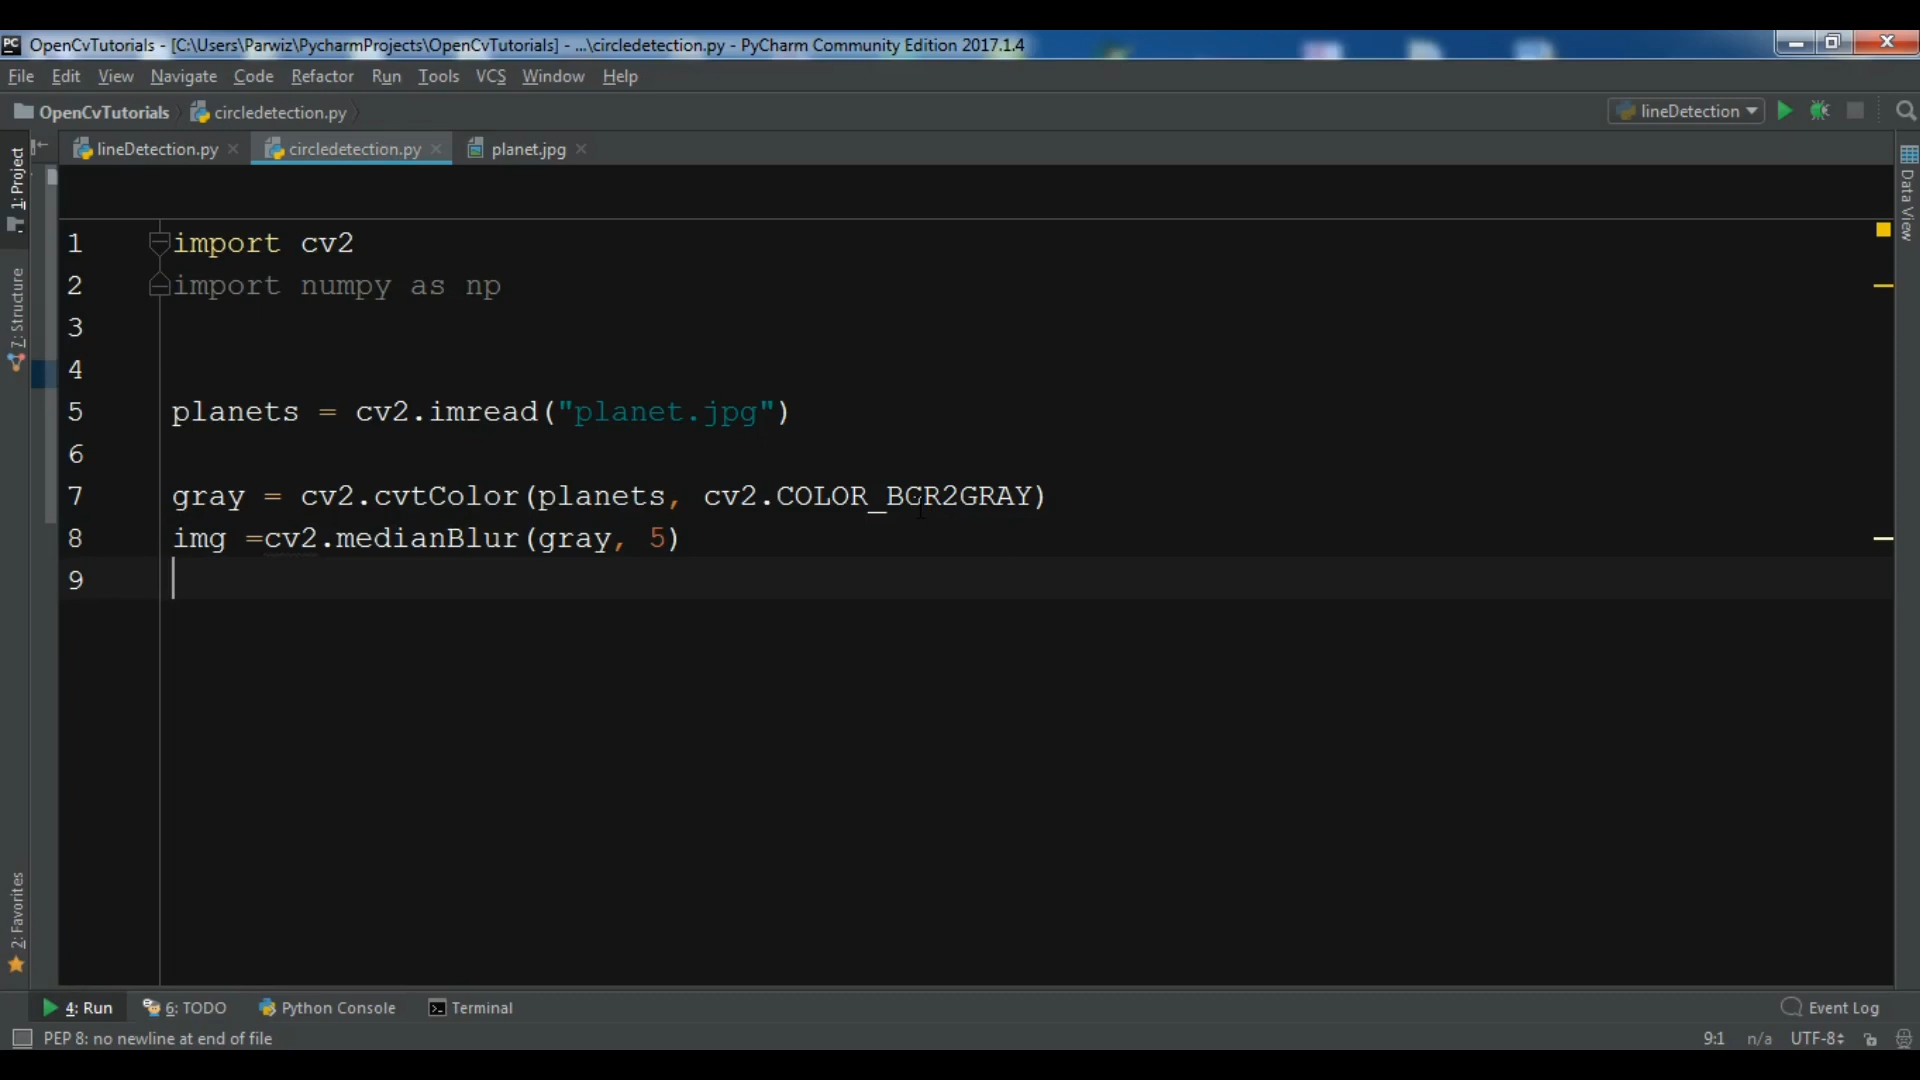 PC OpenCvTutorials - [C:\Users\Parwiz\PycharmProjects\OpenCvTutorials] - ...\circledetection.py - PyCharm Community Edition 2017.1.4
File Edit View Navigate Code Refactor Run Tools VCS Window Help
OpenCvTutorials circledetection.py lineDetection
lineDetection.py circledetection.py planet.jpg
1: Project
7: Structure
2: Favorites
Data View
1 import cv2
2 import numpy as np
3
4
5 planets = cv2.imread("planet.jpg")
6
7 gray = cv2.cvtColor(planets, cv2.COLOR_BGR2GRAY)
8 img =cv2.medianBlur(gray, 5)
9
4: Run 6: TODO Python Console Terminal Event Log
PEP 8: no newline at end of file 9:1 n/a UTF-8